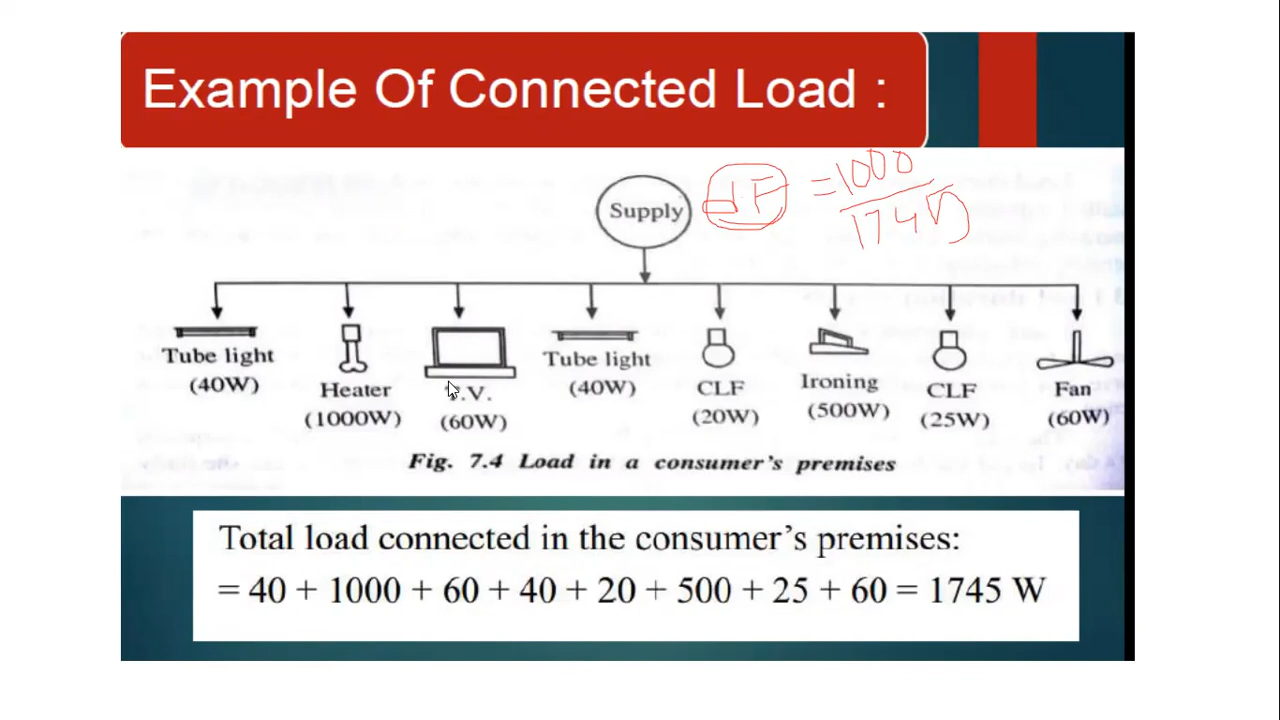 Example Of Connected Load :
Supply
= 1000
1745
Tube light
(40W)
Heater
(1000W)
.V.
(60W)
Tube light
(40W)
CLF
(20W)
Ironing
(500W)
CLF
(25W)
Fan
(60W)
Fig. 7.4 Load in a consumer's premises
Total load connected in the consumer's premises:
= 40 + 1000 + 60 + 40 + 20 + 500 + 25 + 60 = 1745 W